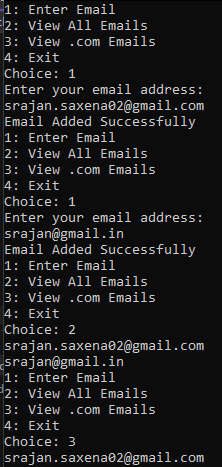 1: Enter Email
2: View All Emails
3: View .com Emails
4: Exit
Choice: 1
Enter your email address:
srajan.saxena02@gmail.com
Email Added Successfully
1: Enter Email
2: View All Emails
3: View .com Emails
4: Exit
Choice: 1
Enter your email address:
srajan@gmail.in
Email Added Successfully
1: Enter Email
2: View All Emails
3: View .com Emails
4: Exit
Choice: 2
srajan.saxena02@gmail.com
srajan@gmail.in
1: Enter Email
2: View All Emails
3: View .com Emails
4: Exit
Choice: 3
srajan.saxena02@gmail.com